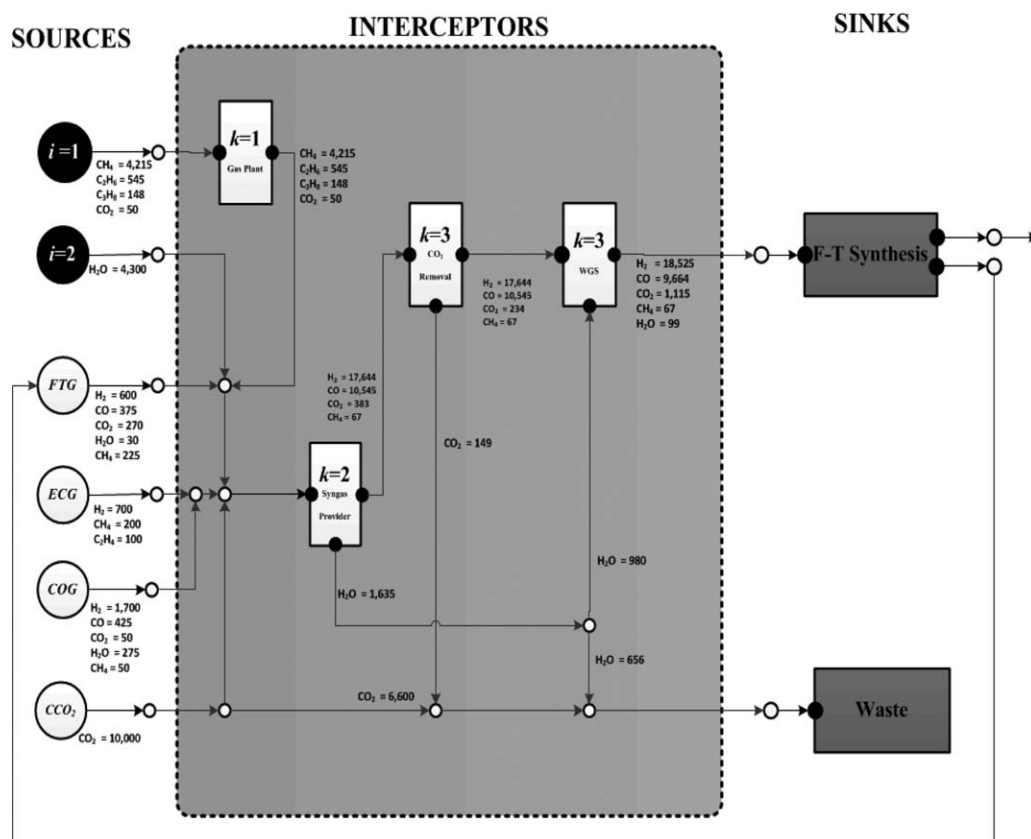 SOURCES
INTERCEPTORS
SINKS
i =1
CH₄ = 4,215
C₂H₆ = 545
C₃H₈ = 148
CO₂ = 50
k=1
Gas Plant
CH₄ = 4,215
C₂H₆ = 545
C₃H₈ = 148
CO₂ = 50
i=2
H₂O = 4,300
k=3
CO₂
Removal
H₂ = 17,644
CO = 10,545
CO₂ = 234
CH₄ = 67
k=3
WGS
H₂ = 18,525
CO = 9,664
CO₂ = 1,115
CH₄ = 67
H₂O = 99
F-T Synthesis
FTG
H₂ = 600
CO = 375
CO₂ = 270
H₂O = 30
CH₄ = 225
H₂ = 17,644
CO = 10,545
CO₂ = 383
CH₄ = 67
k=2
Syngas
Provider
CO₂ = 149
ECG
H₂ = 700
CH₄ = 200
C₂H₄ = 100
H₂O = 980
H₂O = 1,635
COG
H₂ = 1,700
CO = 425
CO₂ = 50
H₂O = 275
CH₄ = 50
H₂O = 656
CCO₂
CO₂ = 10,000
CO₂ = 6,600
Waste